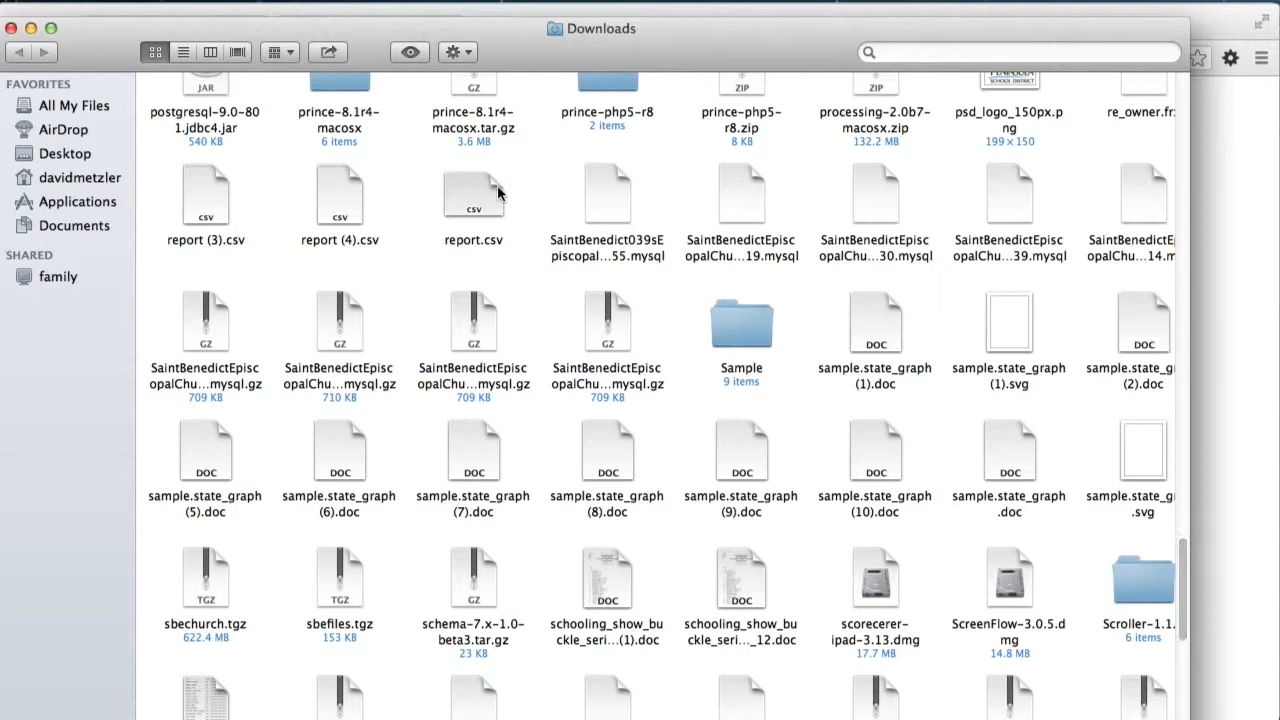 Downloads
FAVORITES
All My Files
AirDrop
Desktop
davidmetzler
Applications
Documents
SHARED
family
JAR
GZ
ZIP
ZIP
PENINSULA
SCHOOL DISTRICT
postgresql-9.0-80
1.jdbc4.jar
540 KB
prince-8.1r4-
macosx
6 items
prince-8.1r4-
macosx.tar.gz
3.6 MB
prince-php5-r8
2 items
prince-php5-
r8.zip
8 KB
processing-2.0b7-
macosx.zip
132.2 MB
psd_logo_150px.p
ng
199×150
re_owner.fr
csv
csv
csv
report (3).csv
report (4).csv
report.csv
SaintBenedict039sE
piscopal...55.mysql
SaintBenedictEpisc
opalChu...19.mysql
SaintBenedictEpisc
opalChu...30.mysql
SaintBenedictEpisc
opalChu...39.mysql
SaintBenedictE
opalChu...14.m
GZ
GZ
GZ
GZ
DOC
DOC
SaintBenedictEpisc
opalChu...mysql.gz
709 KB
SaintBenedictEpisc
opalChu...mysql.gz
710 KB
SaintBenedictEpisc
opalChu...mysql.gz
709 KB
SaintBenedictEpisc
opalChu...mysql.gz
709 KB
Sample
9 items
sample.state_graph
(1).doc
sample.state_graph
(1).svg
sample.state_g
(2).doc
DOC
DOC
DOC
DOC
DOC
DOC
DOC
sample.state_graph
(5).doc
sample.state_graph
(6).doc
sample.state_graph
(7).doc
sample.state_graph
(8).doc
sample.state_graph
(9).doc
sample.state_graph
(10).doc
sample.state_graph
.doc
sample.state_g
.svg
TGZ
TGZ
GZ
DOC
DOC
sbechurch.tgz
622.4 MB
sbefiles.tgz
153 KB
schema-7.x-1.0-
beta3.tar.gz
23 KB
schooling_show_bu
ckle_seri...(1).doc
schooling_show_bu
ckle_seri..._12.doc
scorecerer-
ipad-3.13.dmg
17.7 MB
ScreenFlow-3.0.5.d
mg
14.8 MB
Scroller-1.1.
6 items